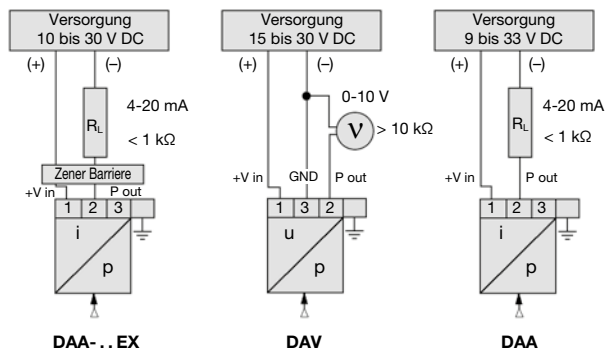 Versorgung
10 bis 30 V DC
(+) (–)
R_L
4-20 mA
< 1 kΩ
Zener Barriere
+V in P out
1 2 3
i
p
DAA- . . EX
Versorgung
15 bis 30 V DC
(+) (–)
0-10 V
V
> 10 kΩ
+V in GND P out
1 3 2
u
p
DAV
Versorgung
9 bis 33 V DC
(+) (–)
R_L
4-20 mA
< 1 kΩ
+V in P out
1 2 3
i
p
DAA